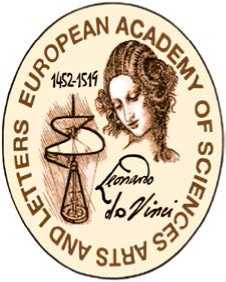 EUROPEAN ACADEMY OF SCIENCES ARTS AND LETTERS
1452-1519
Leonardo
da Vinci